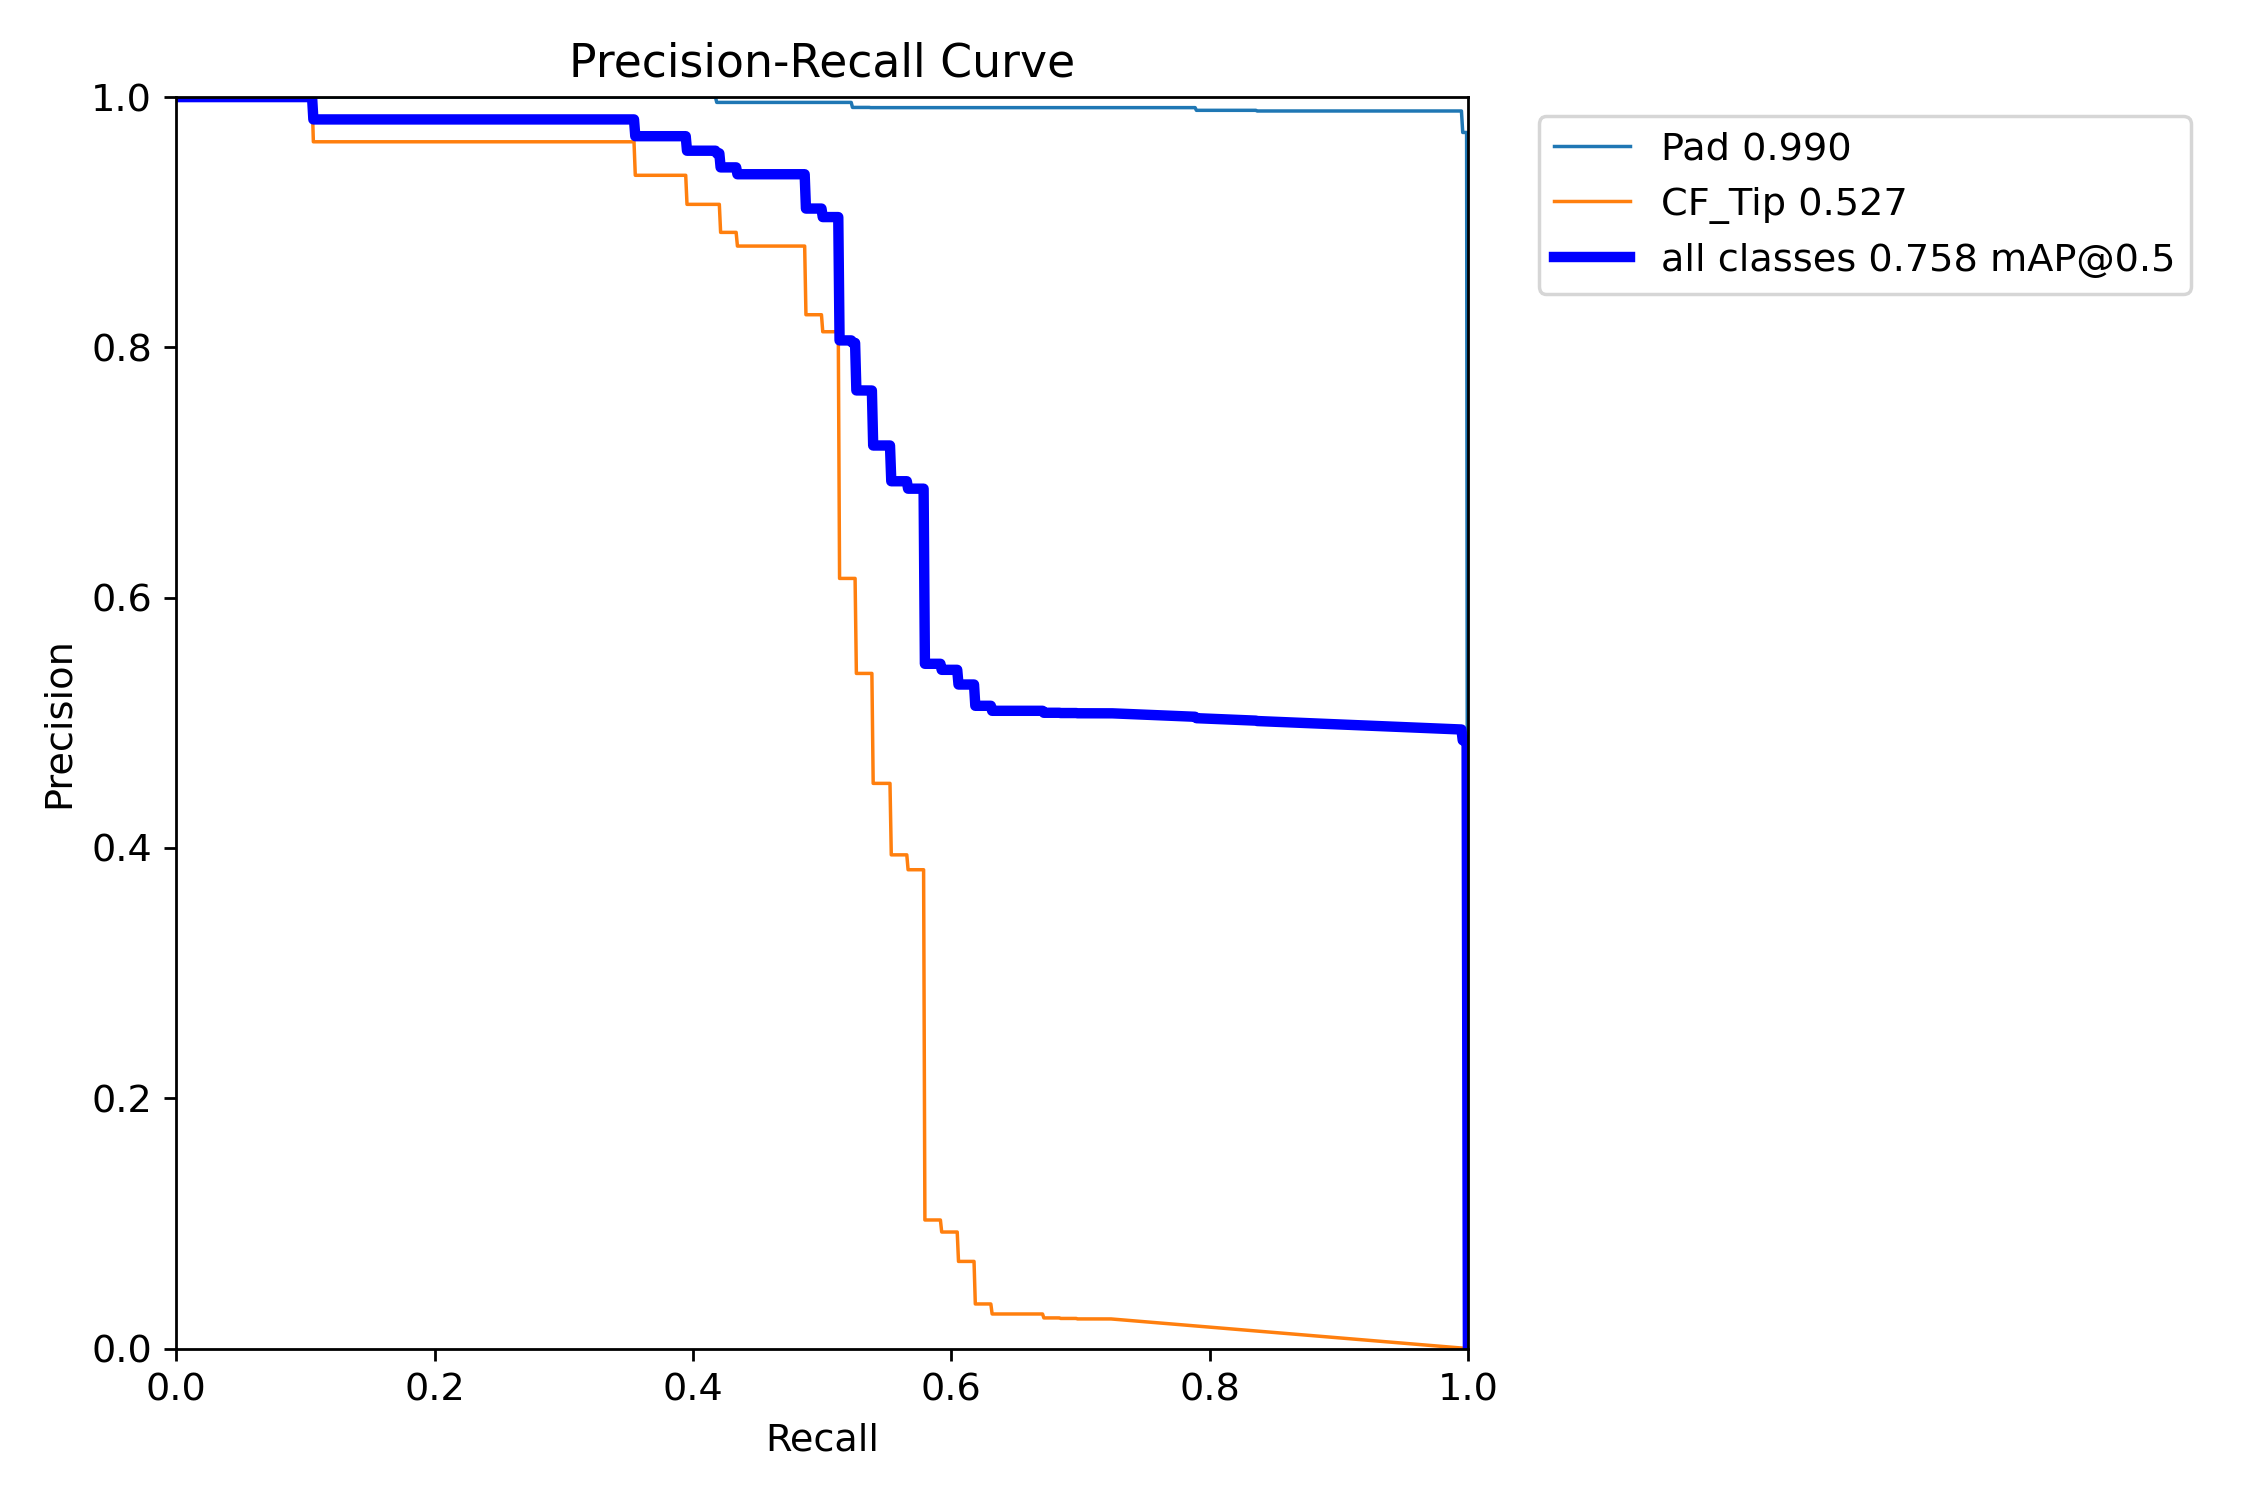 Precision-Recall Curve
1.0
0.8
0.6
0.4
0.2
0.0
Precision
0.0 0.2 0.4 0.6 0.8 1.0
Recall
Pad 0.990
CF_Tip 0.527
all classes 0.758 mAP@0.5